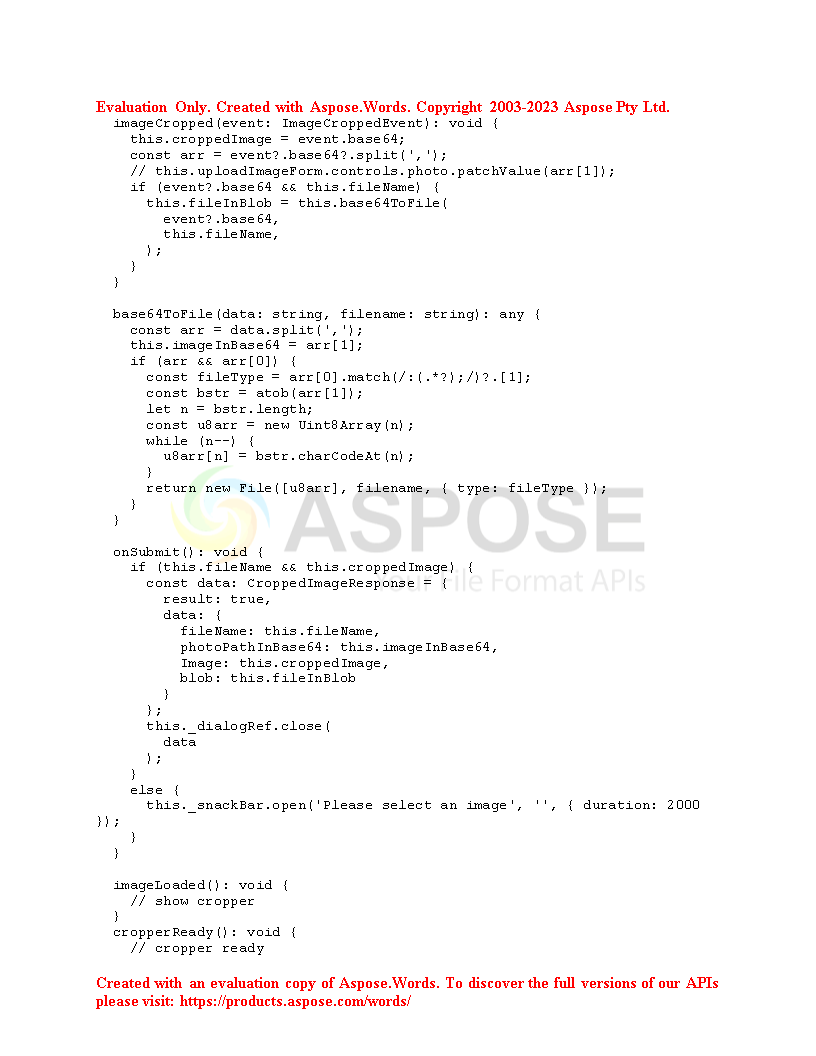 Evaluation Only. Created with Aspose.Words. Copyright 2003-2023 Aspose Pty Ltd.
  imageCropped(event: ImageCroppedEvent): void {
    this.croppedImage = event.base64;
    const arr = event?.base64?.split(',');
    // this.uploadImageForm.controls.photo.patchValue(arr[1]);
    if (event?.base64 && this.fileName) {
      this.fileInBlob = this.base64ToFile(
        event?.base64,
        this.fileName,
      );
    }
  }

  base64ToFile(data: string, filename: string): any {
    const arr = data.split(',');
    this.imageInBase64 = arr[1];
    if (arr && arr[0]) {
      const fileType = arr[0].match(/:(.*?);/)?.[1];
      const bstr = atob(arr[1]);
      let n = bstr.length;
      const u8arr = new Uint8Array(n);
      while (n--) {
        u8arr[n] = bstr.charCodeAt(n);
      }
      return new File([u8arr], filename, { type: fileType });
    }
  }
ASPOSE
  onSubmit(): void {
    if (this.fileName && this.croppedImage) {
      const data: CroppedImageResponse = {
File Format APIs
        result: true,
        data: {
          fileName: this.fileName,
          photoPathInBase64: this.imageInBase64,
          Image: this.croppedImage,
          blob: this.fileInBlob
        }
      };
      this._dialogRef.close(
        data
      );
    }
    else {
      this._snackBar.open('Please select an image', '', { duration: 2000
});
    }
  }

  imageLoaded(): void {
    // show cropper
  }
  cropperReady(): void {
    // cropper ready
Created with an evaluation copy of Aspose.Words. To discover the full versions of our APIs
please visit: https://products.aspose.com/words/